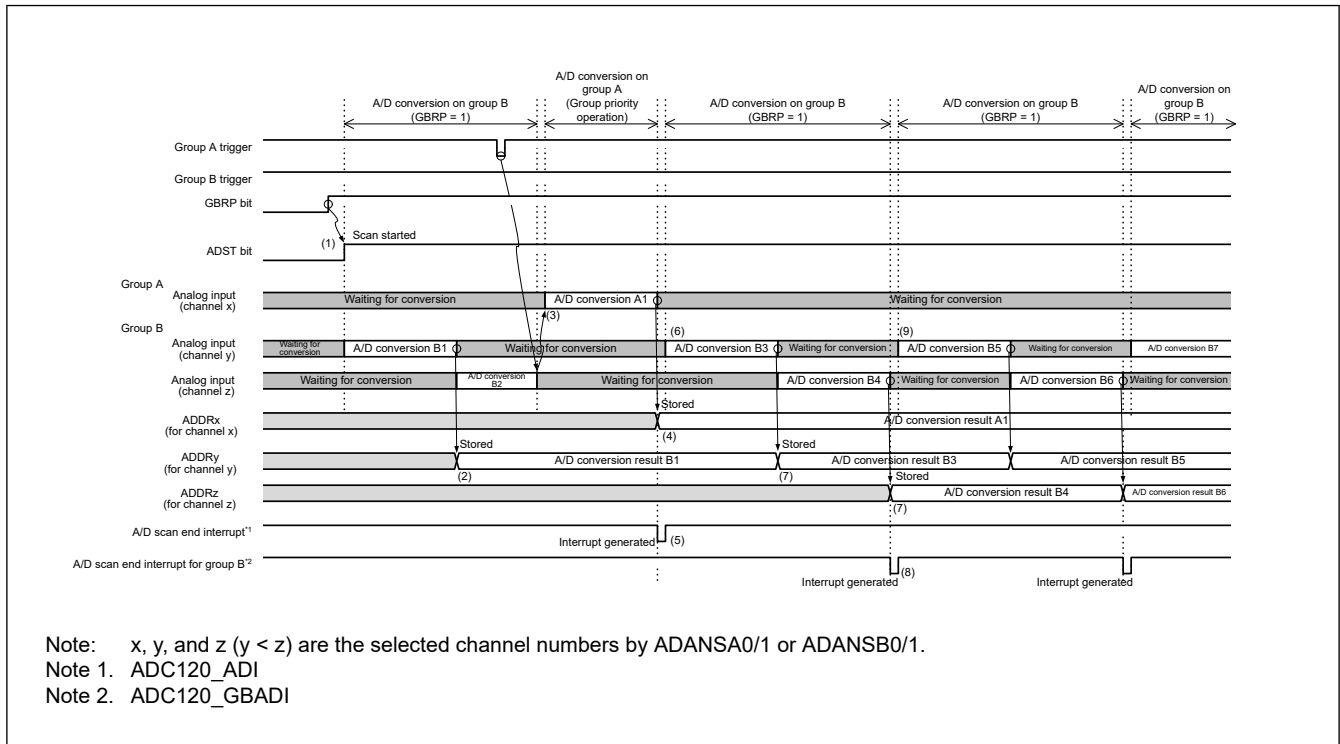 A/D conversion on group B
(GBRP = 1)
A/D conversion on
group A
(Group priority
operation)
A/D conversion on group B
(GBRP = 1)
A/D conversion on group B
(GBRP = 1)
A/D conversion on
group B
(GBRP = 1)
Group A trigger
Group B trigger
GBRP bit
(1)
Scan started
ADST bit
Group A
Analog input
(channel x)
Waiting for conversion
A/D conversion A1
Waiting for conversion
(3)
Group B
(6)
(9)
Analog input
(channel y)
Waiting for
conversion
A/D conversion B1
Waiting for conversion
A/D conversion B3
Waiting for conversion
A/D conversion B5
Waiting for conversion
A/D conversion B7
Analog input
(channel z)
Waiting for conversion
A/D conversion
B2
Waiting for conversion
A/D conversion B4
Waiting for conversion
A/D conversion B6
Waiting for conversion
Stored
ADDRx
(for channel x)
A/D conversion result A1
(4)
Stored
Stored
ADDRy
(for channel y)
A/D conversion result B1
A/D conversion result B3
A/D conversion result B5
(2)
(7)
Stored
ADDRz
(for channel z)
A/D conversion result B4
A/D conversion result B6
(7)
A/D scan end interrupt*1
Interrupt generated
(5)
A/D scan end interrupt for group B*2
(8)
Interrupt generated
Interrupt generated
Note: x, y, and z (y < z) are the selected channel numbers by ADANSA0/1 or ADANSB0/1.
Note 1. ADC120_ADI
Note 2. ADC120_GBADI